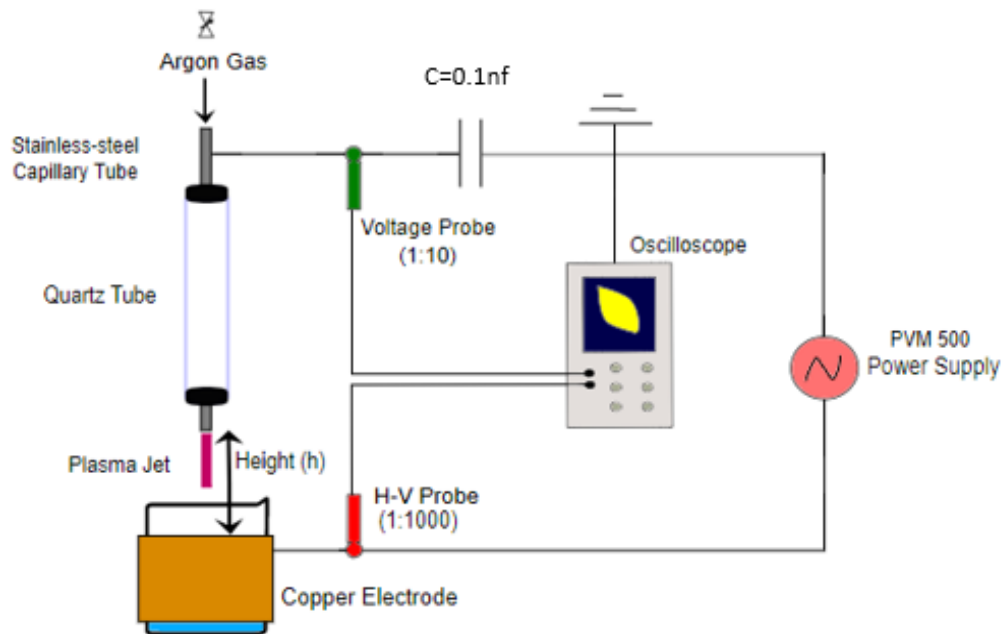 Argon Gas
C=0.1nf
Stainless-steel
Capillary Tube
Voltage Probe
(1:10)
Oscilloscope
Quartz Tube
PVM 500
Power Supply
Plasma Jet
Height (h)
H-V Probe
(1:1000)
Copper Electrode